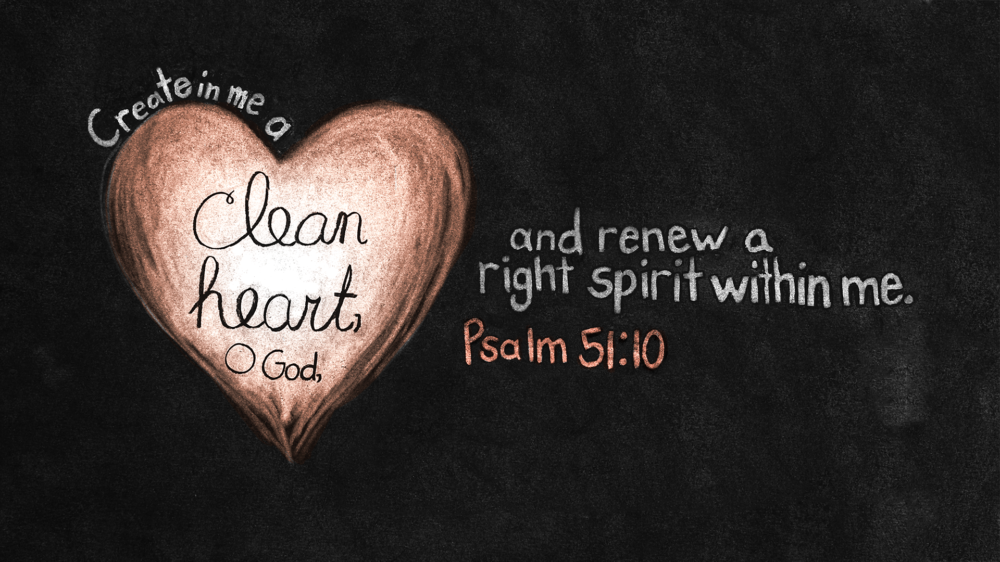 Create in me a
clean
heart,
O God,
and renew a
right spirit within me.
Psalm 51:10